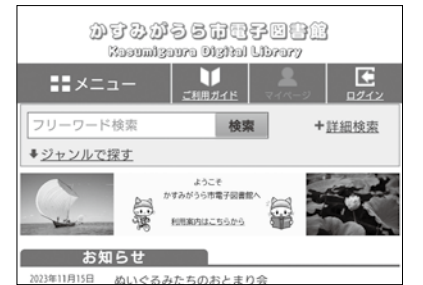 かすみがうら市電子図書館
Kasumigaura Digital Library
メニュー
ご利用ガイド
マイページ
ログイン
フリーワード検索
検索
+詳細検索
ジャンルで探す
ようこそ
かすみがうら市電子図書館へ
利用案内はこちらから
お知らせ
2023年11月15日 ぬいぐるみたちのおとまり会